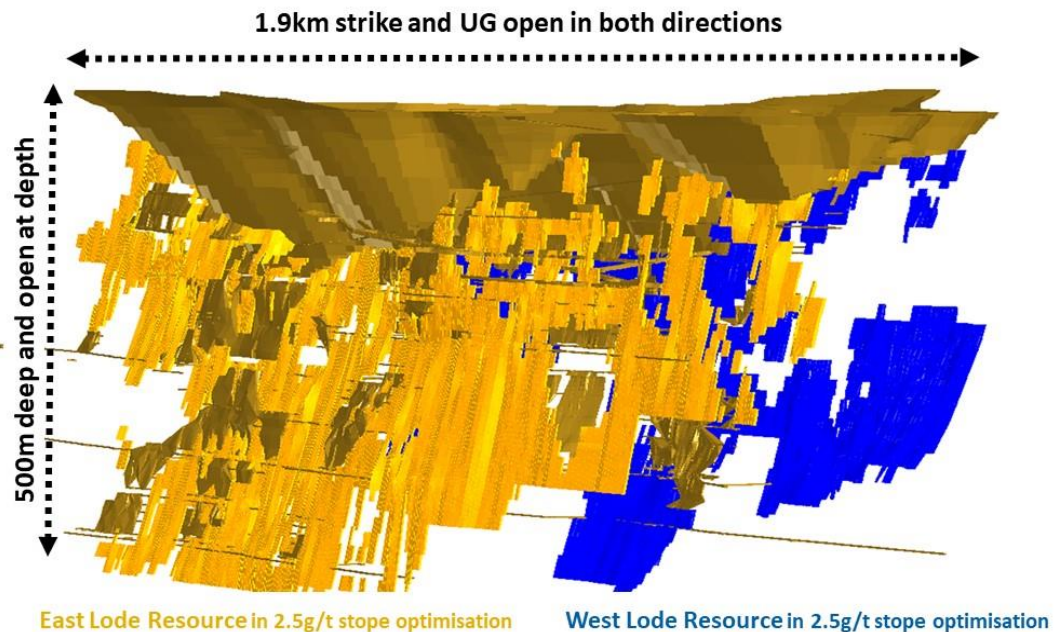 1.9km strike and UG open in both directions
500m deep and open at depth
East Lode Resource in 2.5g/t stope optimisation
West Lode Resource in 2.5g/t stope optimisation